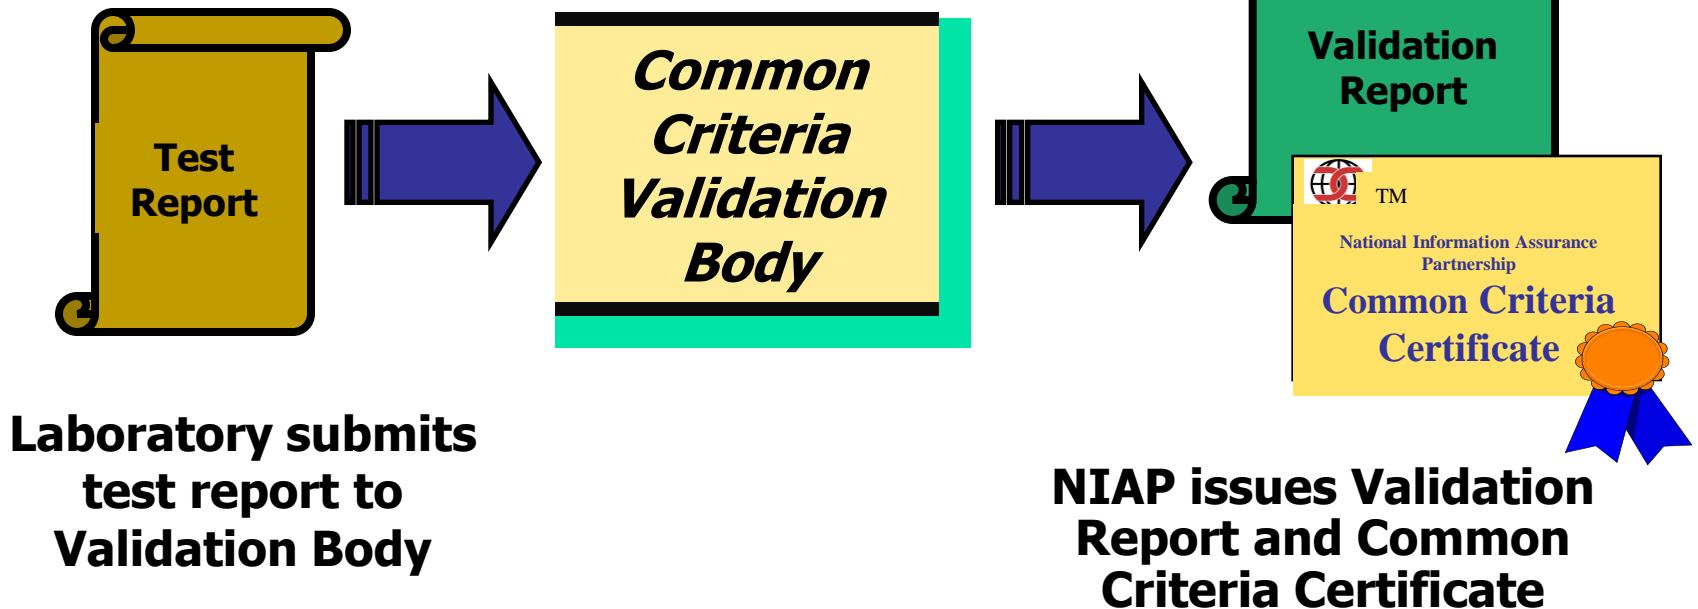 Test
Report
Common
Criteria
Validation
Body
Validation
Report
TM
National Information Assurance
Partnership
Common Criteria
Certificate
Laboratory submits
test report to
Validation Body
NIAP issues Validation
Report and Common
Criteria Certificate